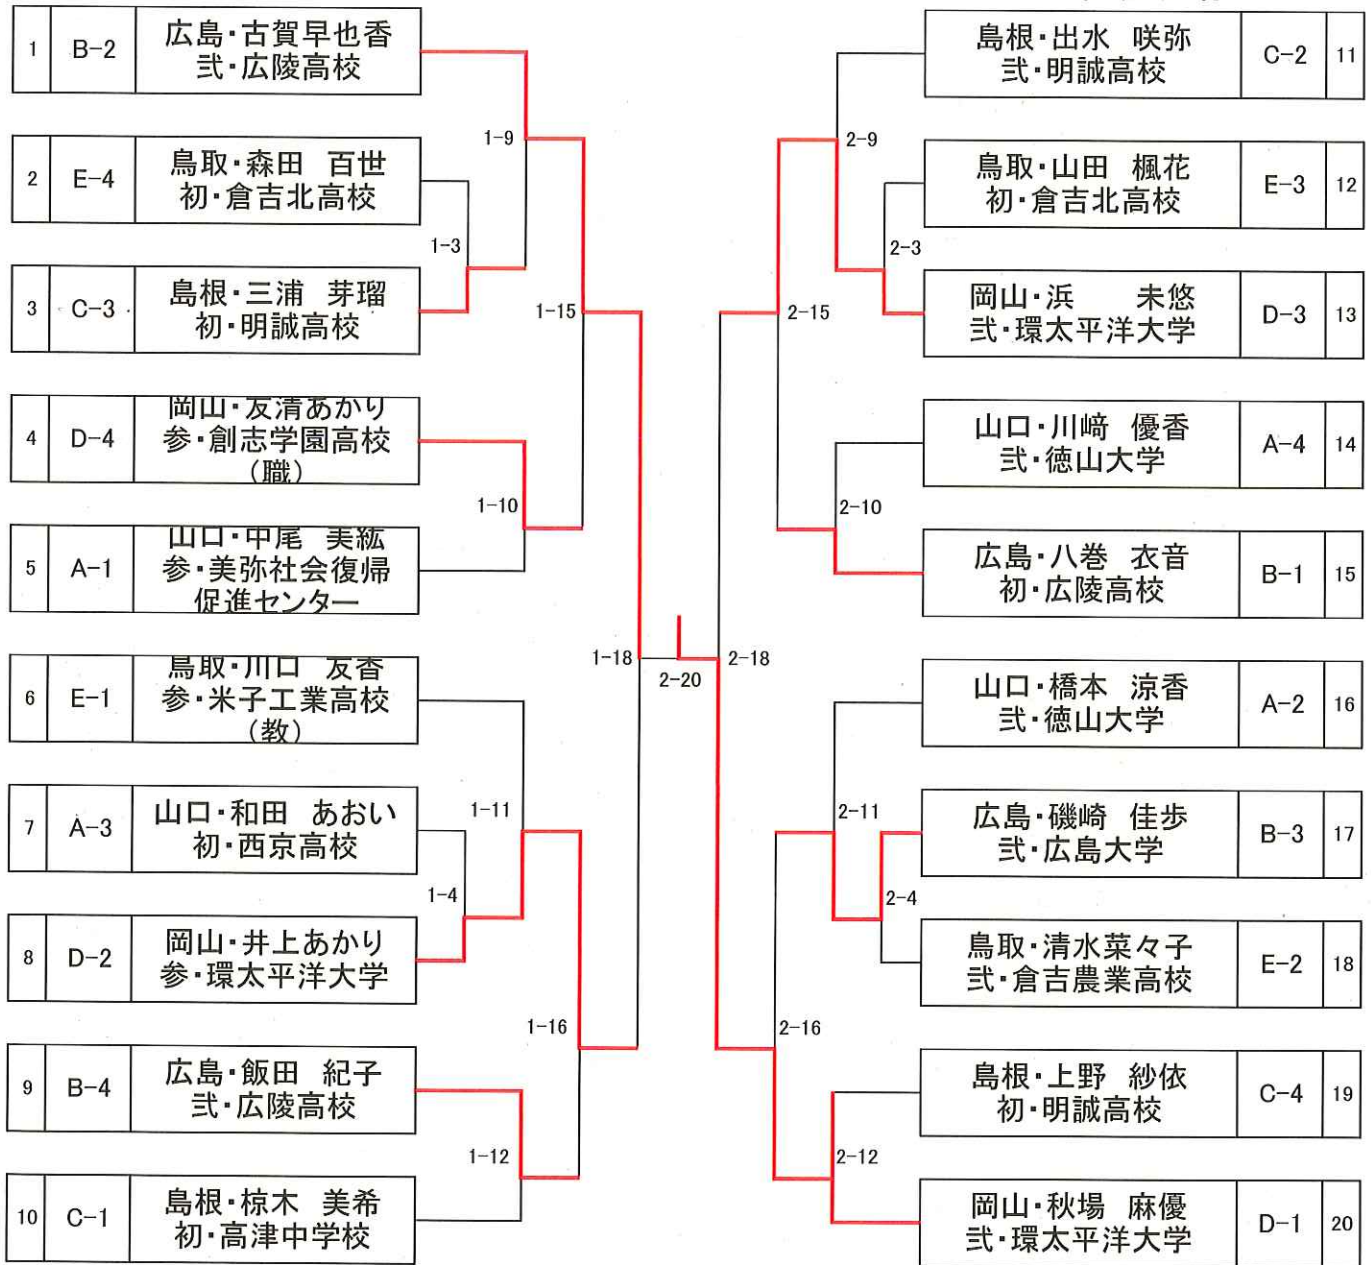 1 B-2 広島・古賀早也香
弐・広陵高校
2 E-4 鳥取・森田 百世
初・倉吉北高校
3 C-3 島根・三浦 芽瑠
初・明誠高校
4 D-4 岡山・友清あかり
参・創志学園高校
(職)
5 A-1 山口・中尾 美紘
参・美弥社会復帰
促進センター
6 E-1 鳥取・川口 友香
参・米子工業高校
(教)
7 A-3 山口・和田 あおい
初・西京高校
8 D-2 岡山・井上あかり
参・環太平洋大学
9 B-4 広島・飯田 紀子
弐・広陵高校
10 C-1 島根・椋木 美希
初・高津中学校
1-9
1-3
1-15
1-10
1-18
1-11
1-4
1-16
1-12
2-20
2-9
2-3
2-15
2-10
2-18
2-11
2-4
2-16
2-12
島根・出水 咲弥 C-2 11
弐・明誠高校
鳥取・山田 楓花 E-3 12
初・倉吉北高校
岡山・浜 未悠 D-3 13
弐・環太平洋大学
山口・川﨑 優香 A-4 14
弐・徳山大学
広島・八巻 衣音 B-1 15
初・広陵高校
山口・橋本 涼香 A-2 16
弐・徳山大学
広島・磯崎 佳歩 B-3 17
弐・広島大学
鳥取・清水菜々子 E-2 18
弐・倉吉農業高校
島根・上野 紗依 C-4 19
初・明誠高校
岡山・秋場 麻優 D-1 20
弐・環太平洋大学